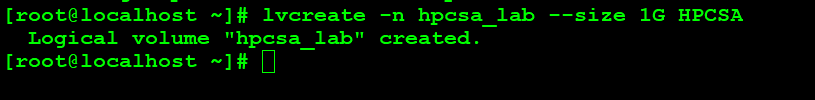 [root@localhost ~]# lvcreate -n hpcsa_lab --size 1G HPCSA
  Logical volume "hpcsa_lab" created.
[root@localhost ~]#